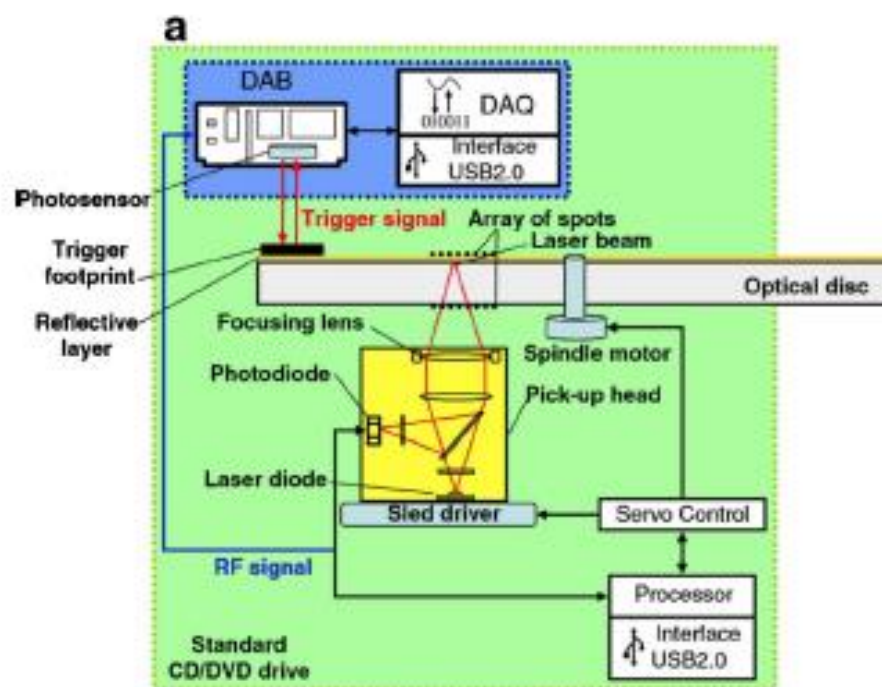 a
DAB
DAQ
010011
Interface
USB2.0
Photosensor
Trigger signal
Array of spots
Laser beam
Trigger
footprint
Optical disc
Reflective
layer
Focusing lens
Spindle motor
Photodiode
Pick-up head
Laser diode
Sled driver
Servo Control
RF signal
Processor
Interface
USB2.0
Standard
CD/DVD drive